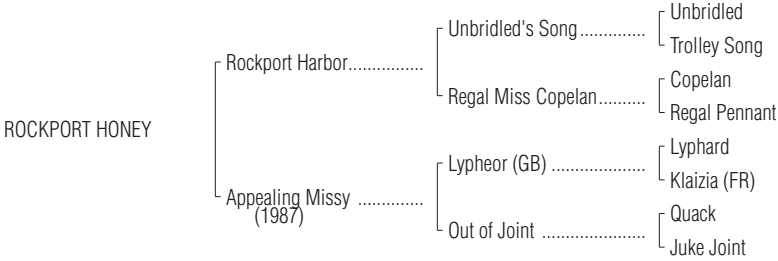 Unbridled
Unbridled's Song..............
Trolley Song
Rockport Harbor................
Copelan
Regal Miss Copelan..........
Regal Pennant
ROCKPORT HONEY
Lyphard
Lypheor (GB) ....................
Klaizia (FR)
Appealing Missy ..............
(1987)
Quack
Out of Joint ......................
Juke Joint